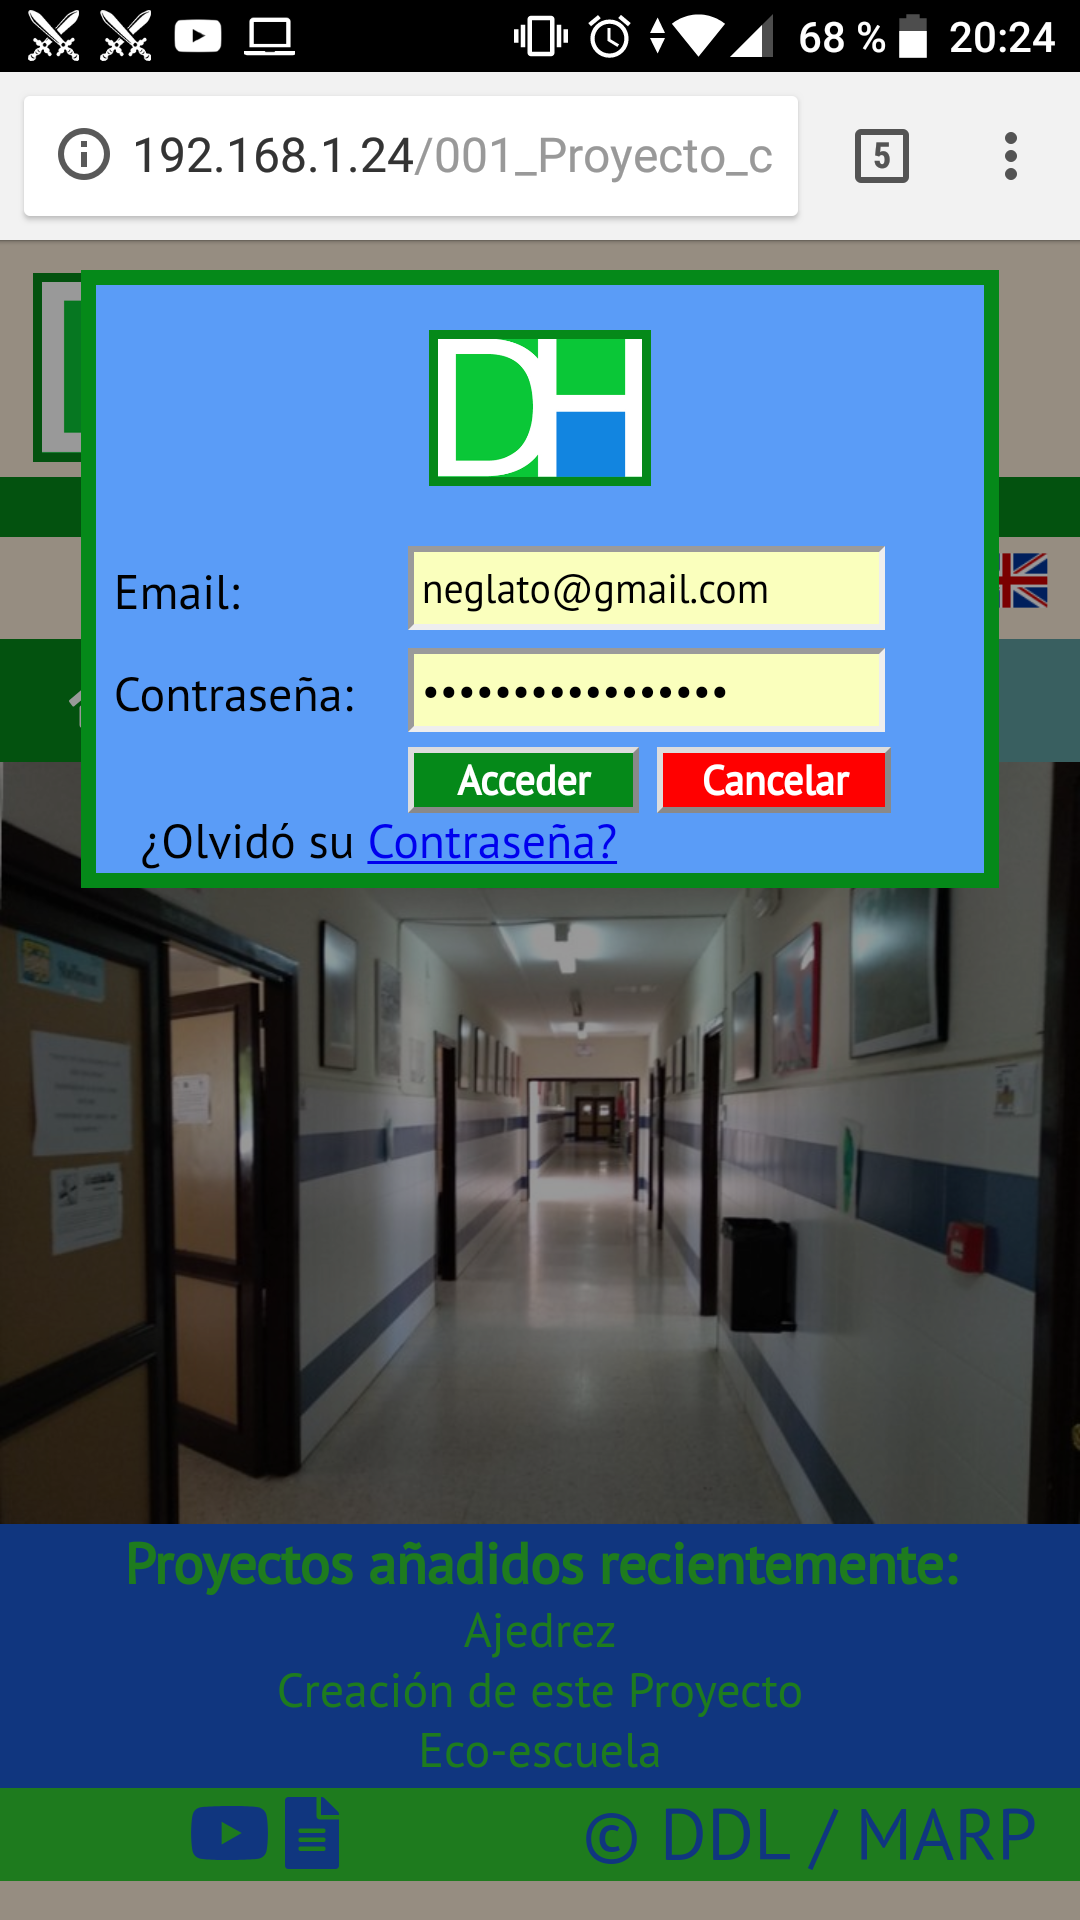 68 % 20:24
192.168.1.24/001_Proyecto_c
5
DH
Email: neglato@gmail.com
Contraseña: •••••••••••••••••
Acceder Cancelar
¿Olvidó su Contraseña?
Proyectos añadidos recientemente:
Ajedrez
Creación de este Proyecto
Eco-escuela
© DDL / MARP